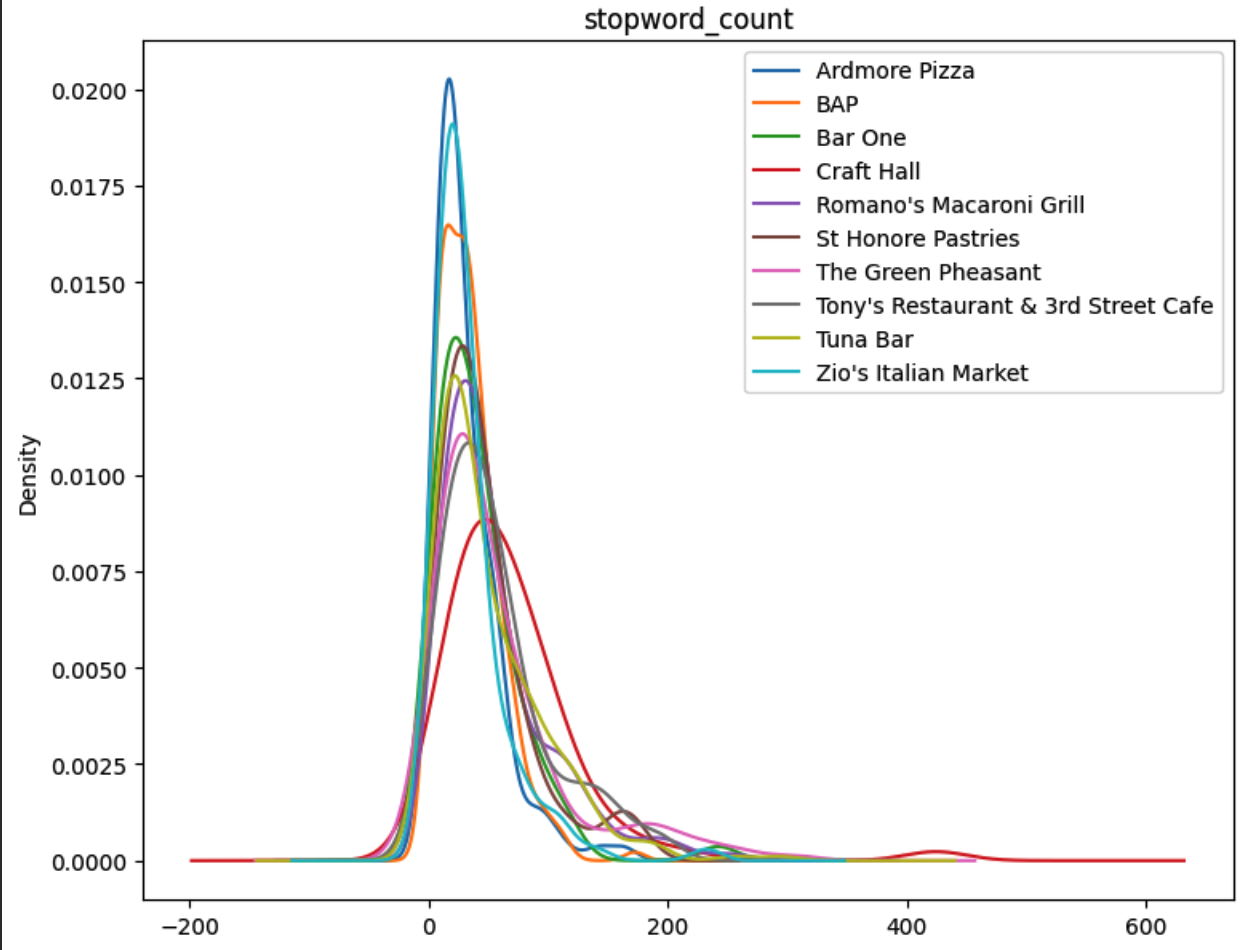 stopword_count
Ardmore Pizza
BAP
Bar One
Craft Hall
Romano's Macaroni Grill
St Honore Pastries
The Green Pheasant
Tony's Restaurant & 3rd Street Cafe
Tuna Bar
Zio's Italian Market
Density
0.0200
0.0175
0.0150
0.0125
0.0100
0.0075
0.0050
0.0025
0.0000
−200 0 200 400 600